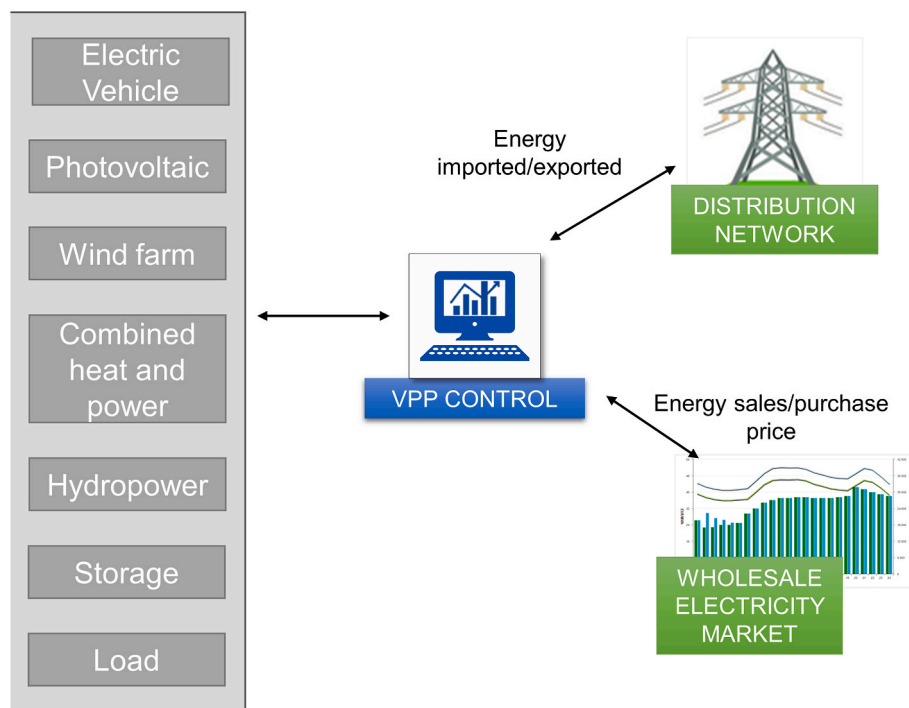 Electric
Vehicle
Photovoltaic
Wind farm
Combined
heat and
power
Hydropower
Storage
Load
Energy
imported/exported
DISTRIBUTION
NETWORK
VPP CONTROL
Energy sales/purchase
price
WHOLESALE
ELECTRICITY
MARKET